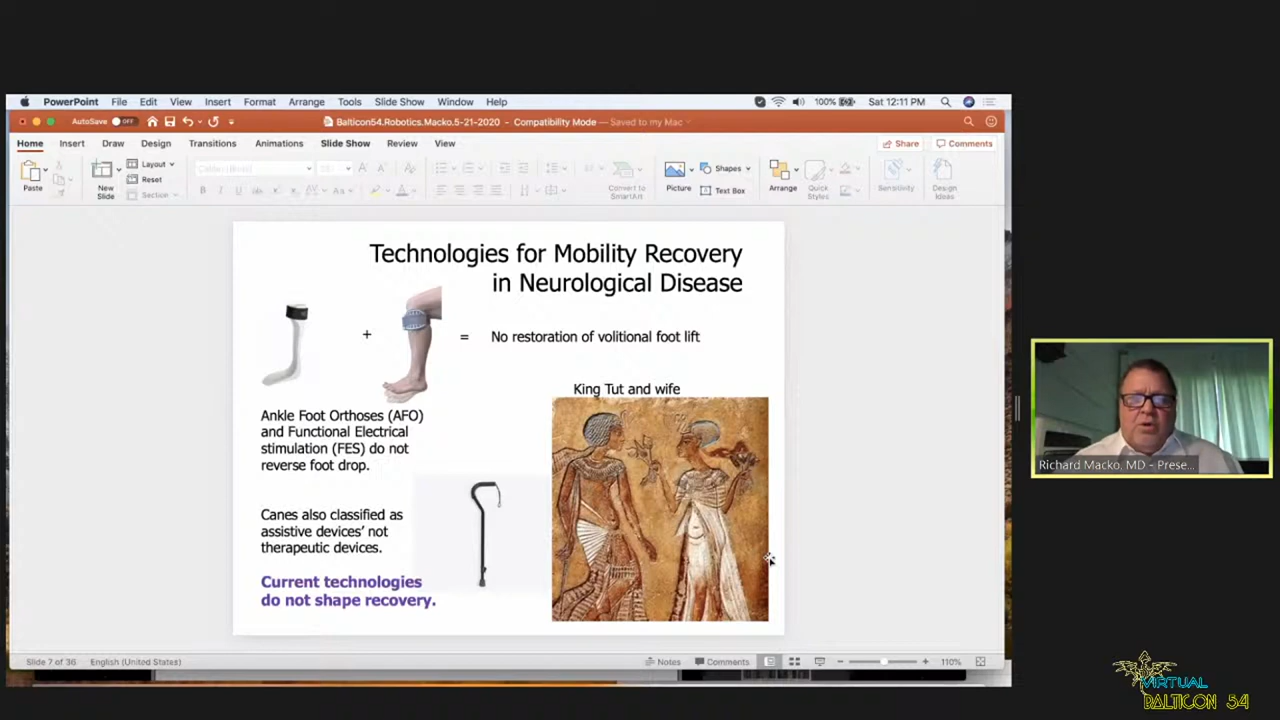 PowerPoint File Edit View Insert Format Arrange Tools Slide Show Window Help 100% Sat 12:11 PM
AutoSave OFF Balticon54.Robotics.Macko.5-21-2020 - Compatibility Mode — Saved to my Mac
Home Insert Draw Design Transitions Animations Slide Show Review View Share Comments
Paste
New
Slide
Layout
Reset
Section
Convert to
SmartArt
Picture
Shapes
Text Box
Arrange
Quick
Styles
Sensitivity
Design
Ideas
Technologies for Mobility Recovery
in Neurological Disease
+ = No restoration of volitional foot lift
King Tut and wife
Ankle Foot Orthoses (AFO)
and Functional Electrical
stimulation (FES) do not
reverse foot drop.
Canes also classified as
assistive devices’ not
therapeutic devices.
Current technologies
do not shape recovery.
Richard Macko, MD - Prese...
Slide 7 of 36 English (United States) Notes Comments 110%
VIRTUAL
BALTICON 54